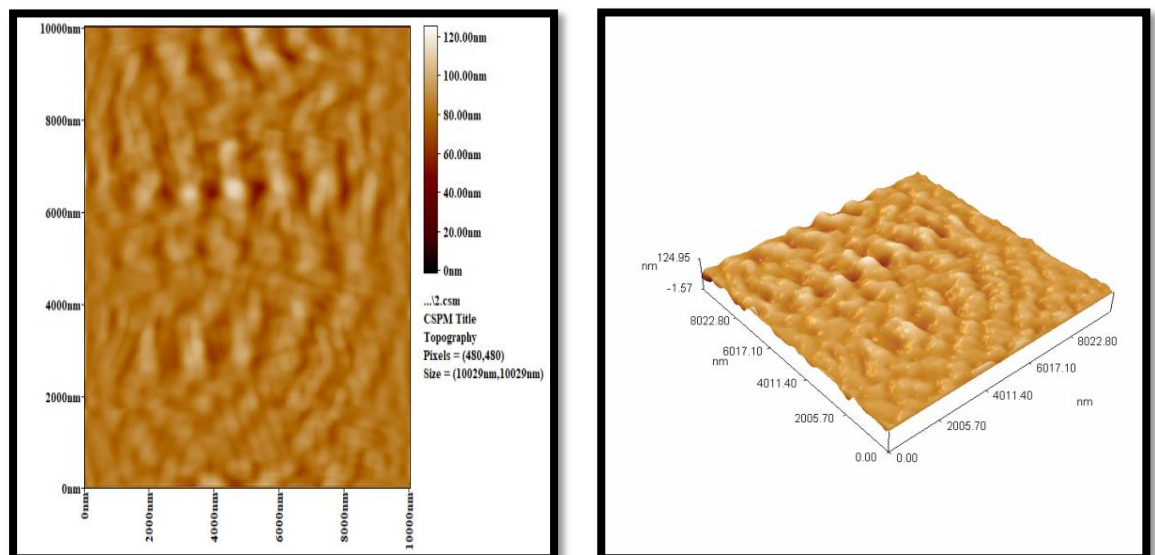 10000nm
8000nm
6000nm
4000nm
2000nm
0nm
0nm
2000nm
4000nm
6000nm
8000nm
10000nm
120.00nm
100.00nm
80.00nm
60.00nm
40.00nm
20.00nm
0nm
...\2.csm
CSPM Title
Topography
Pixels = (480,480)
Size = (10029nm,10029nm)
124.95
nm
-1.57
8022.80
6017.10
nm
4011.40
2005.70
0.00
0.00
2005.70
4011.40
nm
6017.10
8022.80